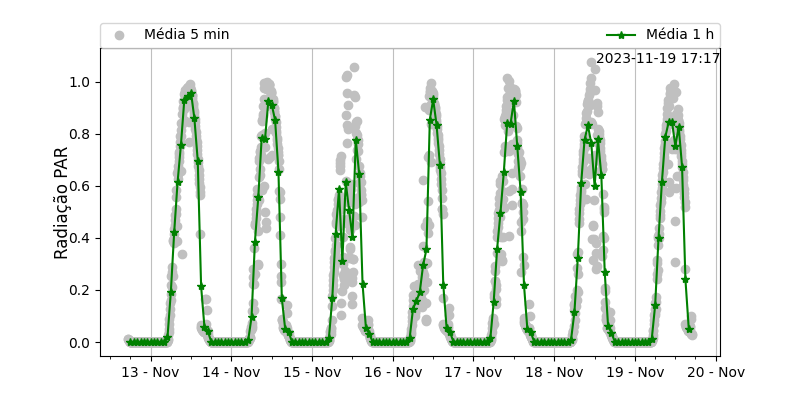 Média 5 min
Média 1 h
2023-11-19 17:17
Radiação PAR
1.0
0.8
0.6
0.4
0.2
0.0
13 - Nov
14 - Nov
15 - Nov
16 - Nov
17 - Nov
18 - Nov
19 - Nov
20 - Nov